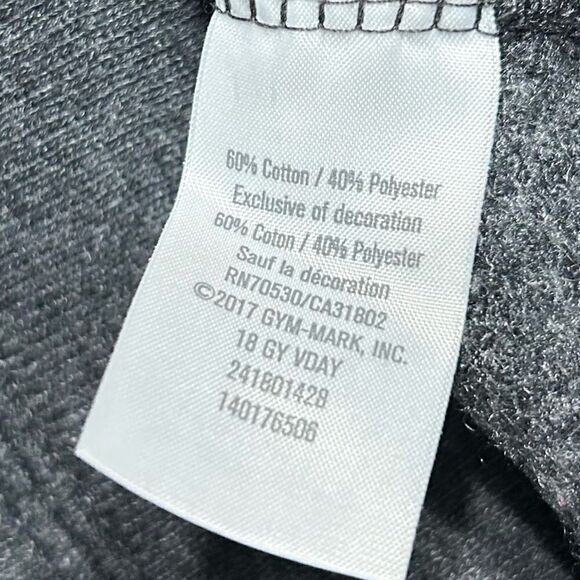 60% Cotton / 40% Polyester
Exclusive of decoration
60% Coton / 40% Polyester
Sauf la décoration
RN70530/CA31802
©2017 GYM-MARK, INC.
18 GY VDAY
241801428
140176506